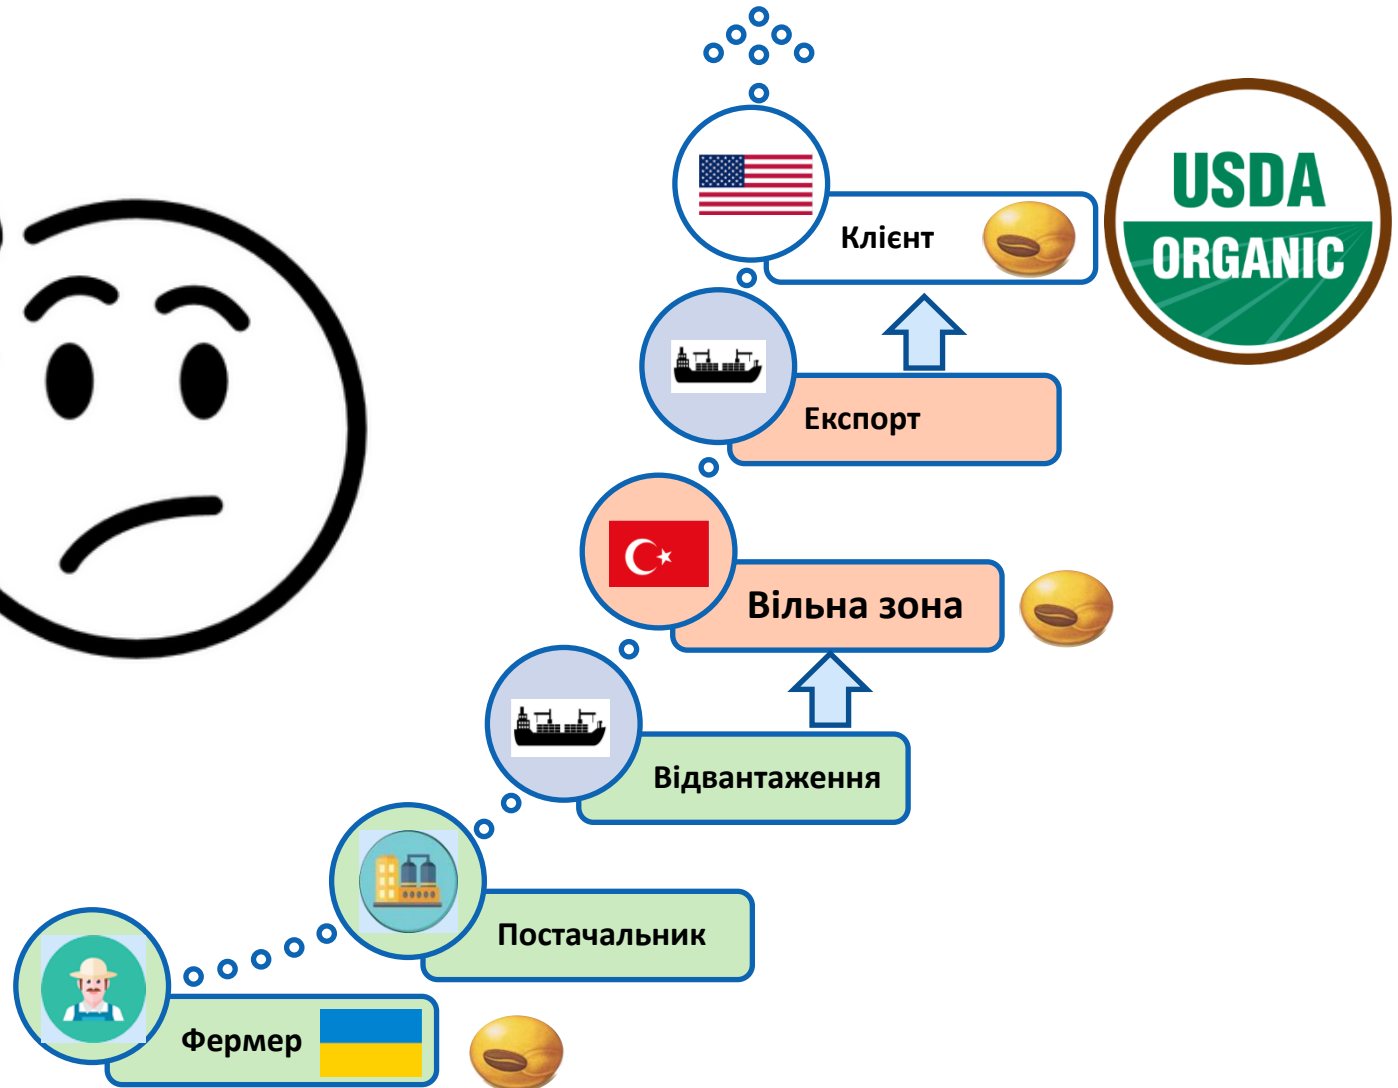 USDA
ORGANIC
Клієнт
Експорт
Вільна зона
Відвантаження
Постачальник
Фермер